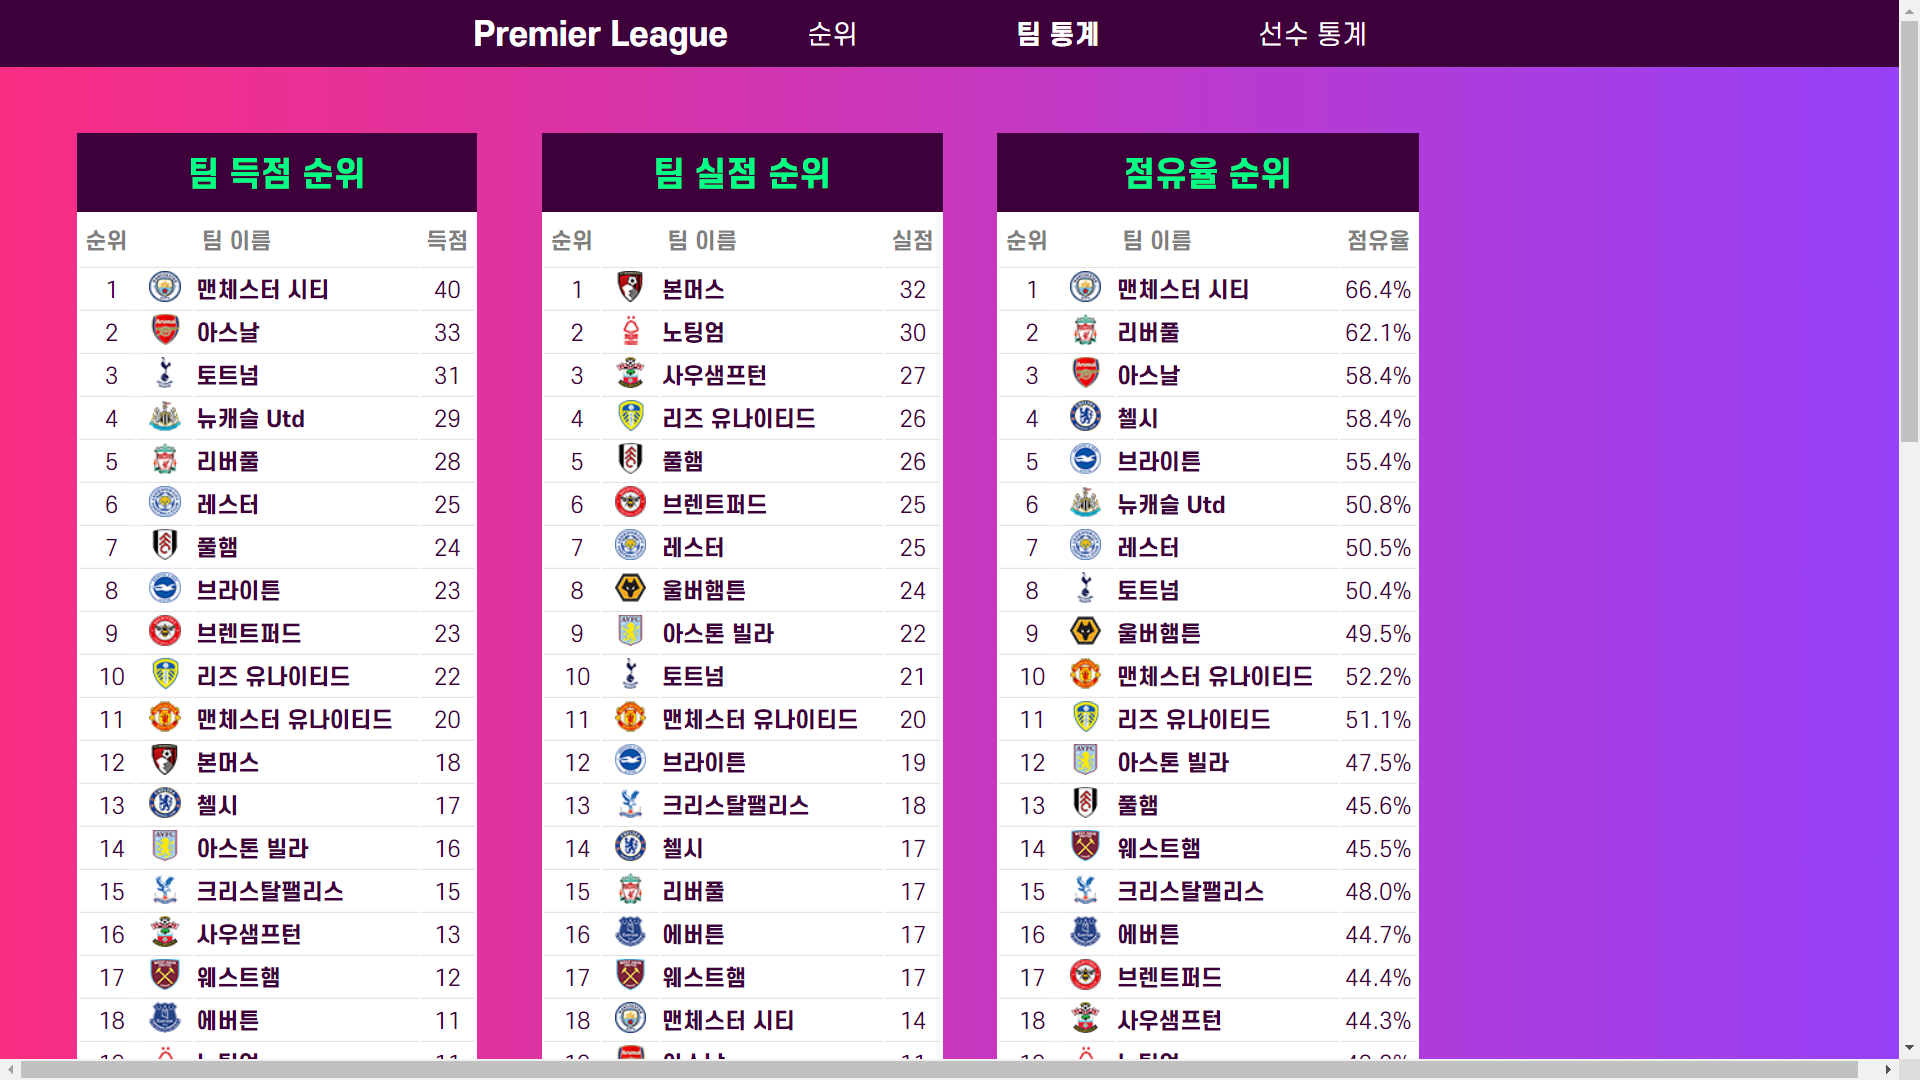 Premier League 순위 팀 통계 선수 통계
팀 득점 순위
순위 팀 이름 득점
1 맨체스터 시티 40
2 아스날 33
3 토트넘 31
4 뉴캐슬 Utd 29
5 리버풀 28
6 레스터 25
7 풀햄 24
8 브라이튼 23
9 브렌트퍼드 23
10 리즈 유나이티드 22
11 맨체스터 유나이티드 20
12 본머스 18
13 첼시 17
14 아스톤 빌라 16
15 크리스탈팰리스 15
16 사우샘프턴 13
17 웨스트햄 12
18 에버튼 11
팀 실점 순위
순위 팀 이름 실점
1 본머스 32
2 노팅엄 30
3 사우샘프턴 27
4 리즈 유나이티드 26
5 풀햄 26
6 브렌트퍼드 25
7 레스터 25
8 울버햄튼 24
9 아스톤 빌라 22
10 토트넘 21
11 맨체스터 유나이티드 20
12 브라이튼 19
13 크리스탈팰리스 18
14 첼시 17
15 리버풀 17
16 에버튼 17
17 웨스트햄 17
18 맨체스터 시티 14
점유율 순위
순위 팀 이름 점유율
1 맨체스터 시티 66.4%
2 리버풀 62.1%
3 아스날 58.4%
4 첼시 58.4%
5 브라이튼 55.4%
6 뉴캐슬 Utd 50.8%
7 레스터 50.5%
8 토트넘 50.4%
9 울버햄튼 49.5%
10 맨체스터 유나이티드 52.2%
11 리즈 유나이티드 51.1%
12 아스톤 빌라 47.5%
13 풀햄 45.6%
14 웨스트햄 45.5%
15 크리스탈팰리스 48.0%
16 에버튼 44.7%
17 브렌트퍼드 44.4%
18 사우샘프턴 44.3%